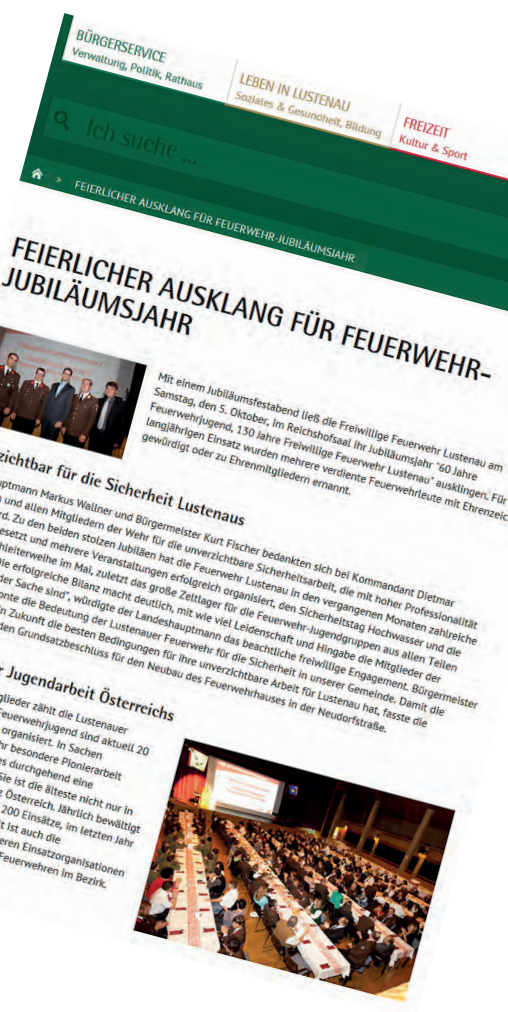 BÜRGERSERVICE
Verwaltung, Politik, Rathaus
LEBEN IN LUSTENAU
Soziales & Gesundheit, Bildung
FREIZEIT
Kultur & Sport
Ich suche ...
> FEIERLICHER AUSKLANG FÜR FEUERWEHR-JUBILÄUMSJAHR
FEIERLICHER AUSKLANG FÜR FEUERWEHR-
JUBILÄUMSJAHR
Mit einem Jubiläumsfestabend ließ die Freiwillige Feuerwehr Lustenau am
Samstag, den 5. Oktober, im Reichshofsaal ihr Jubiläumsjahr "60 Jahre
Feuerwehrjugend, 130 Jahre Freiwillige Feuerwehr Lustenau" ausklingen. Für
langjährigen Einsatz wurden mehrere verdiente Feuerwehrleute mit Ehrenzeich
gewürdigt oder zu Ehrenmitgliedern ernannt.
zichtbar für die Sicherheit Lustenaus
uptmann Markus Wallner und Bürgermeister Kurt Fischer bedankten sich bei Kommandant Dietmar
und allen Mitgliedern der Wehr für die unverzichtbare Sicherheitsarbeit, die mit hoher Professionalität
rd. Zu den beiden stolzen Jubiläen hat die Feuerwehr Lustenau in den vergangenen Monaten zahlreiche
esetzt und mehrere Veranstaltungen erfolgreich organisiert, den Sicherheitstag Hochwasser und die
hleiterweihe im Mai, zuletzt das große Zeltlager für die Feuerwehr-Jugendgruppen aus allen Teilen
Die erfolgreiche Bilanz macht deutlich, mit wie viel Leidenschaft und Hingabe die Mitglieder der
der Sache sind", würdigte der Landeshauptmann das beachtliche freiwillige Engagement. Bürgermeister
onte die Bedeutung der Lustenauer Feuerwehr für die Sicherheit in unserer Gemeinde. Damit die
in Zukunft die besten Bedingungen für ihre unverzichtbare Arbeit für Lustenau hat, fasste die
den Grundsatzbeschluss für den Neubau des Feuerwehrhauses in der Neudorfstraße.
r Jugendarbeit Österreichs
glieder zählt die Lustenauer
Feuerwehrjugend sind aktuell 20
organisiert. In Sachen
hr besondere Pionierarbeit
es durchgehend eine
Sie ist die älteste nicht nur in
z Österreich. Jährlich bewältigt
200 Einsätze, im letzten Jahr
t ist auch die
eren Einsatzorganisationen
Feuerwehren im Bezirk.